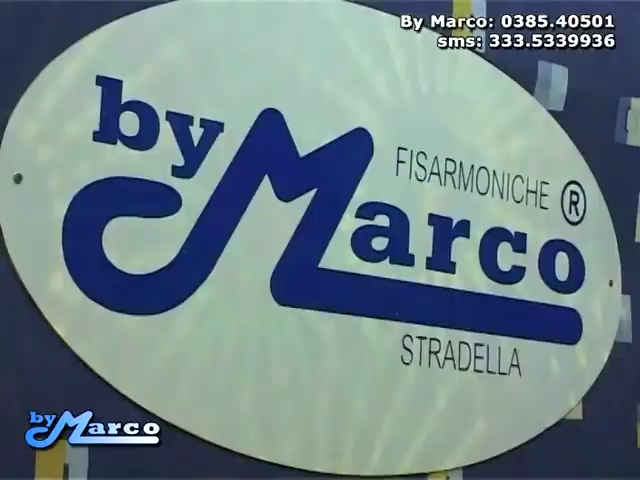 By Marco: 0385.40501
sms: 333.5339936
by
Marco
FISARMONICHE ®
STRADELLA
by
Marco